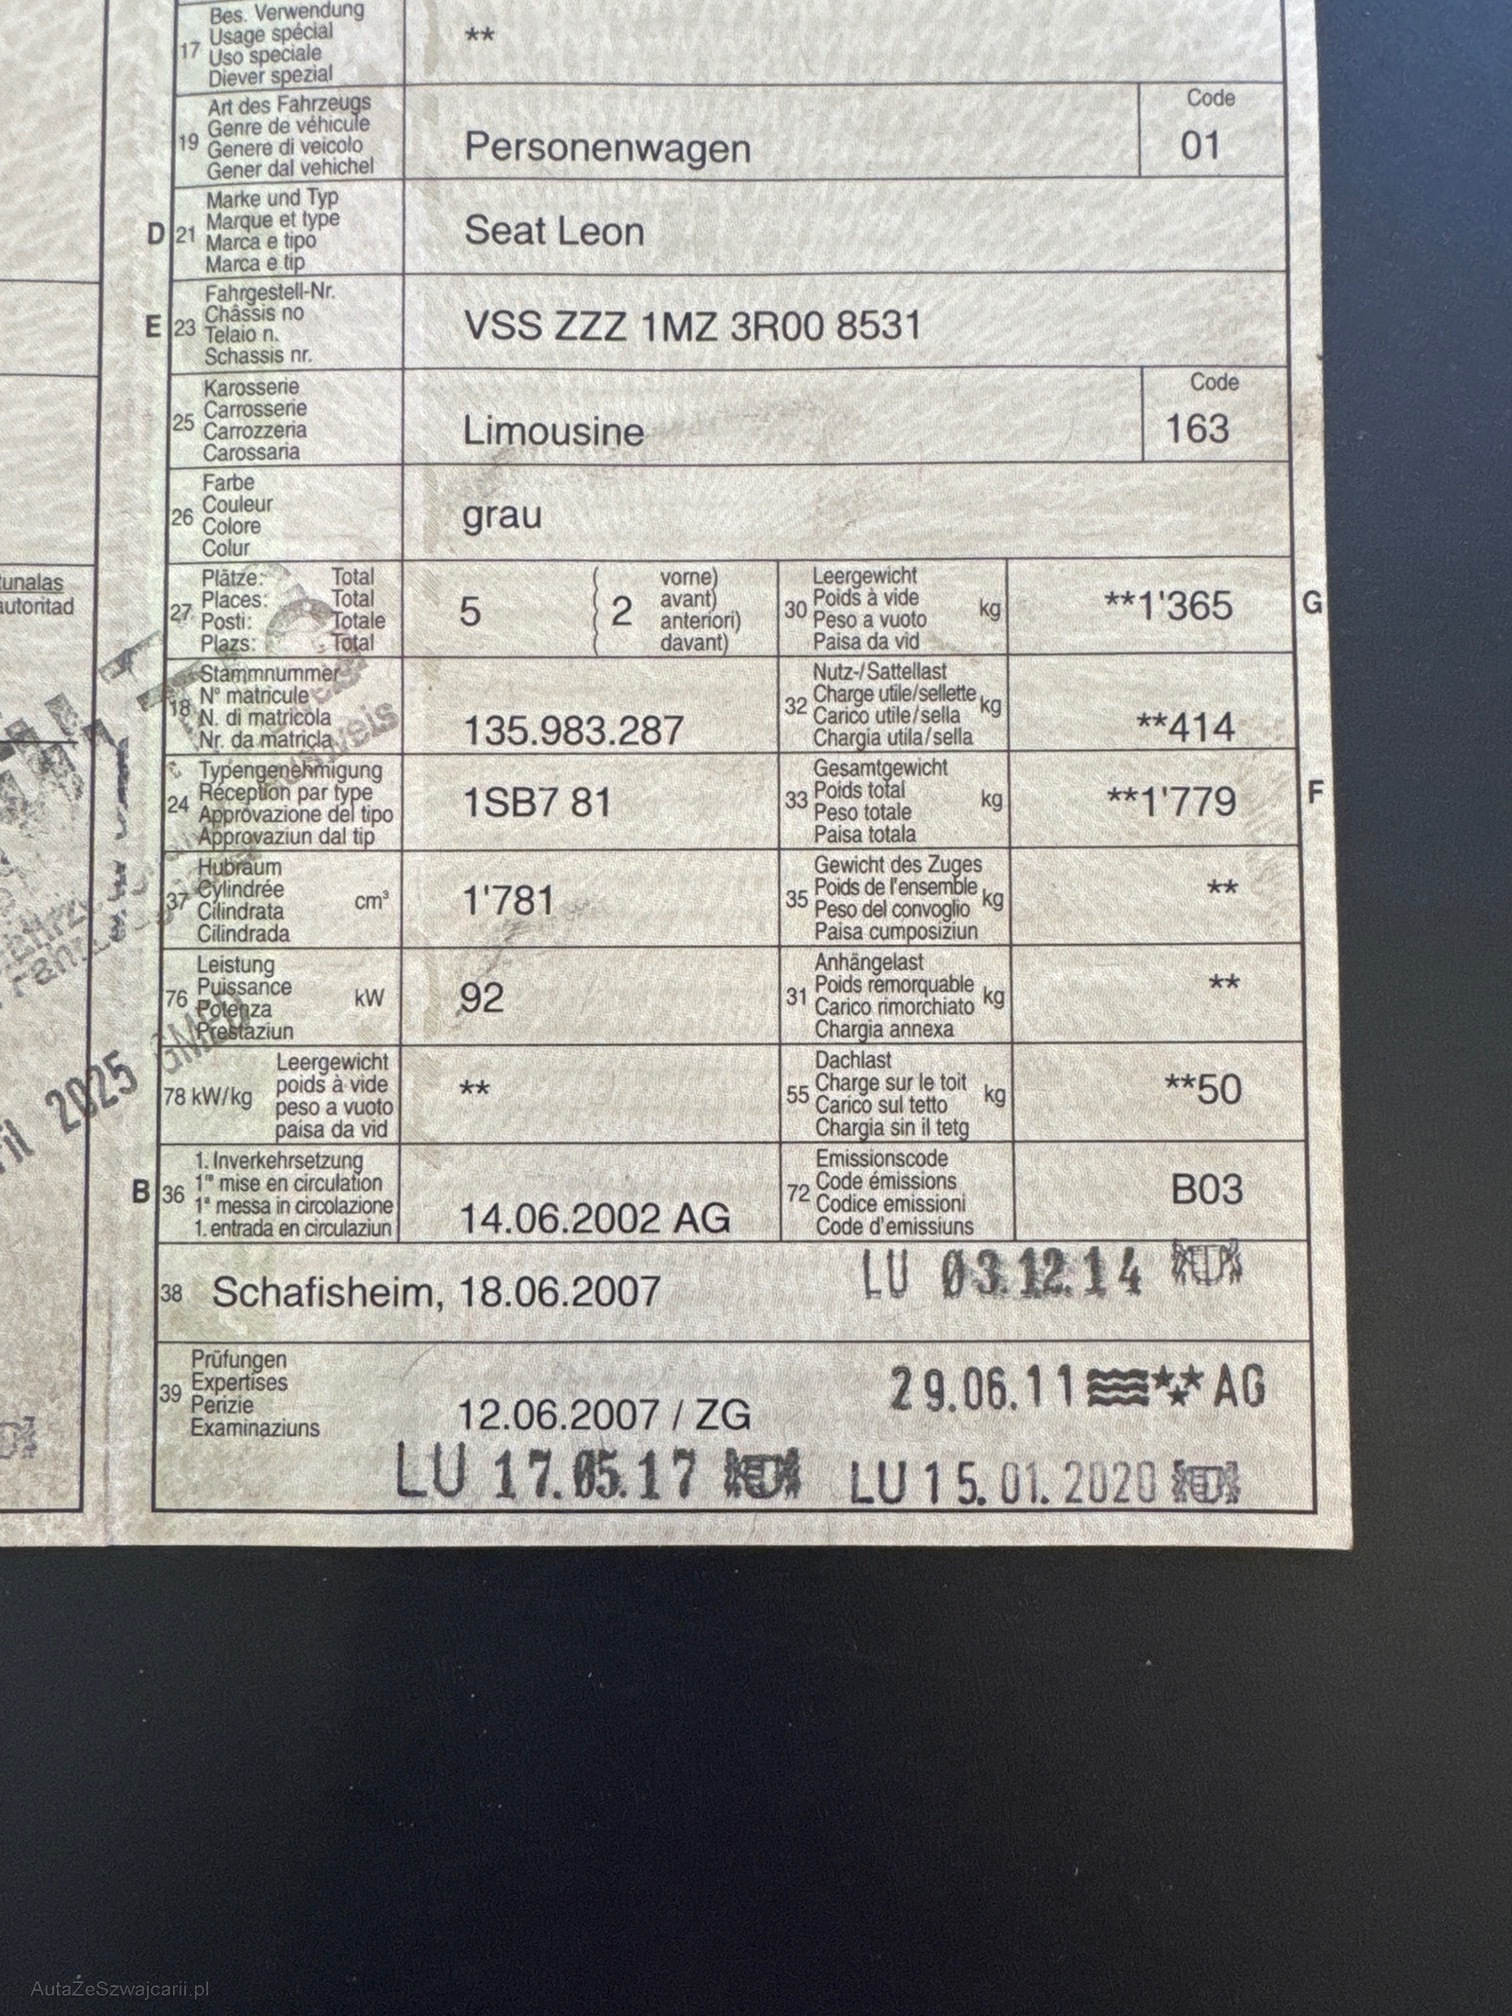 17 Bes. Verwendung
Usage spécial
Uso speciale
Diever spezial
**
19 Art des Fahrzeugs
Genre de véhicule
Genere di veicolo
Gener dal vehichel
Personenwagen
Code
01
D 21 Marke und Typ
Marque et type
Marca e tipo
Marca e tip
Seat Leon
E 23 Fahrgestell-Nr.
Châssis no
Telaio n.
Schassis nr.
VSS ZZZ 1MZ 3R00 8531
25 Karosserie
Carrosserie
Carrozzeria
Carossaria
Limousine
Code
163
26 Farbe
Couleur
Colore
Colur
grau
unalas
autoritad
27 Plätze: Total
Places: Total
Posti: Totale
Plazs: Total
5 ( 2 vorne)
avant)
anteriori)
davant)
30 Leergewicht
Poids à vide
Peso a vuoto
Paisa da vid
kg
**1'365 G
18 Stammnummer
N° matricule
N. di matricola
Nr. da matricla
135.983.287
32 Nutz-/Sattellast
Charge utile/sellette
Carico utile/sella
Chargia utila/sella
kg
**414
24 Typengenehmigung
Réception par type
Approvazione del tipo
Approvaziun dal tip
1SB7 81
33 Gesamtgewicht
Poids total
Peso totale
Paisa totala
kg
**1'779 F
37 Hubraum
Cylindrée
Cilindrata
Cilindrada
cm³
1'781
35 Gewicht des Zuges
Poids de l'ensemble
Peso del convoglio
Paisa cumposiziun
kg
**
76 Leistung
Puissance
Potenza
Prestaziun
kW
92
31 Anhängelast
Poids remorquable
Carico rimorchiato
Chargia annexa
kg
**
78 kW/kg Leergewicht
poids à vide
peso a vuoto
paisa da vid
**
55 Dachlast
Charge sur le toit
Carico sul tetto
Chargia sin il tetg
kg
**50
2025
B 36 1. Inverkehrsetzung
1re mise en circulation
1a messa in circolazione
1. entrada en circulaziun
14.06.2002 AG
72 Emissionscode
Code émissions
Codice emissioni
Code d'emissiuns
B03
38 Schafisheim, 18.06.2007
LU 03.12.14
39 Prüfungen
Expertises
Perizie
Examinaziuns
12.06.2007 / ZG
29.06.11 AG
LU 17.05.17
LU 15.01.2020
AutaŻeSzwajcarii.pl